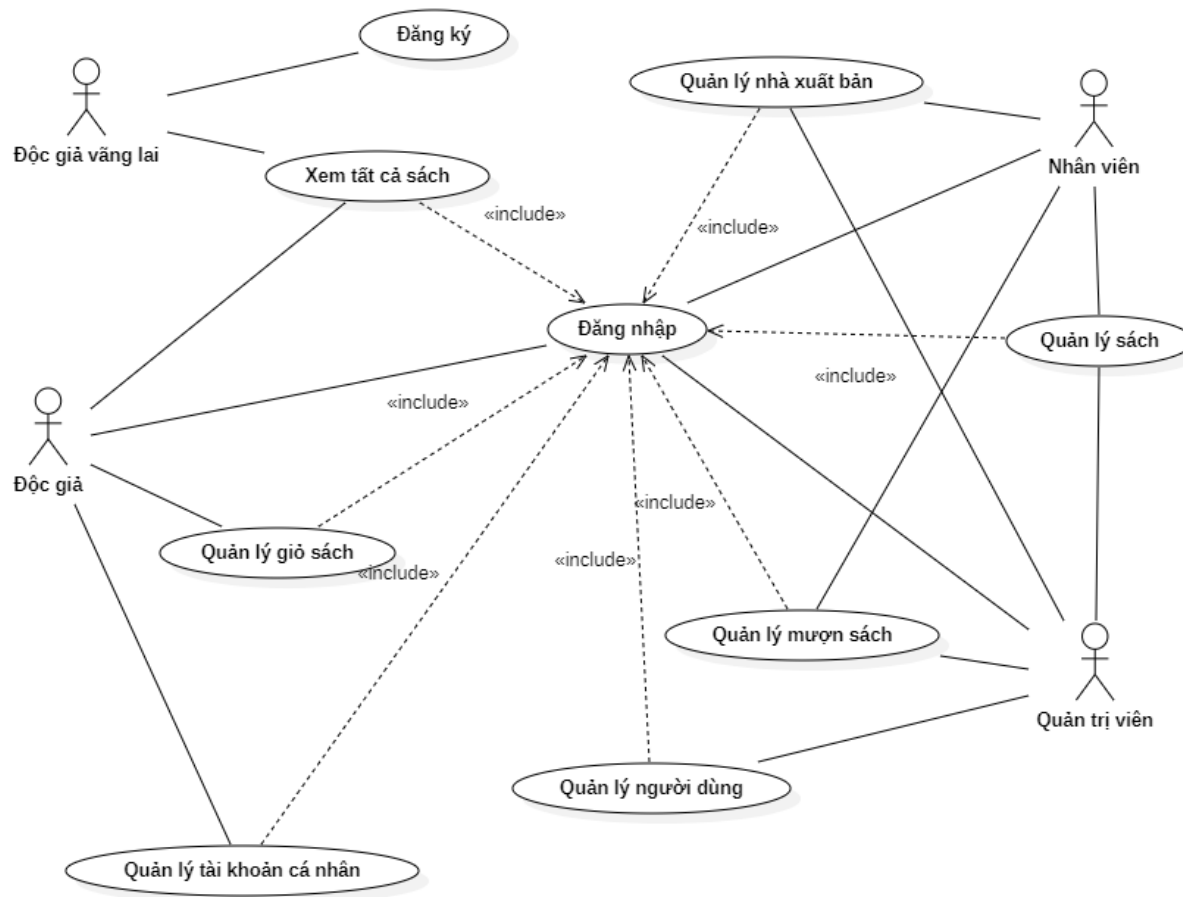 Đăng ký
Quản lý nhà xuất bản
Độc giả vãng lai
Nhân viên
Xem tất cả sách
«include»
«include»
Đăng nhập
Quản lý sách
«include»
«include»
Độc giả
«include»
Quản lý giỏ sách
«include»
«include»
Quản lý mượn sách
Quản trị viên
Quản lý người dùng
Quản lý tài khoản cá nhân